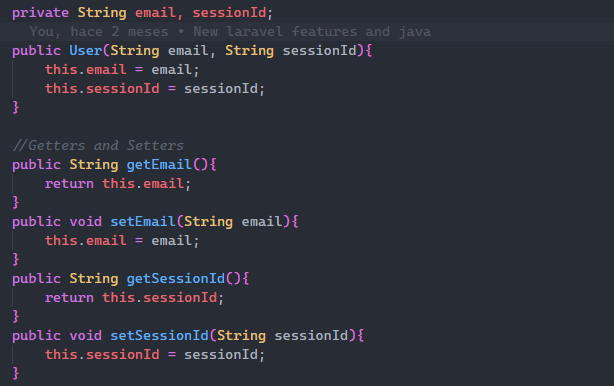 private String email, sessionId;
You, hace 2 meses • New laravel features and java
public User(String email, String sessionId){
this.email = email;
this.sessionId = sessionId;
}
//Getters and Setters
public String getEmail(){
return this.email;
}
public void setEmail(String email){
this.email = email;
}
public String getSessionId(){
return this.sessionId;
}
public void setSessionId(String sessionId){
this.sessionId = sessionId;
}